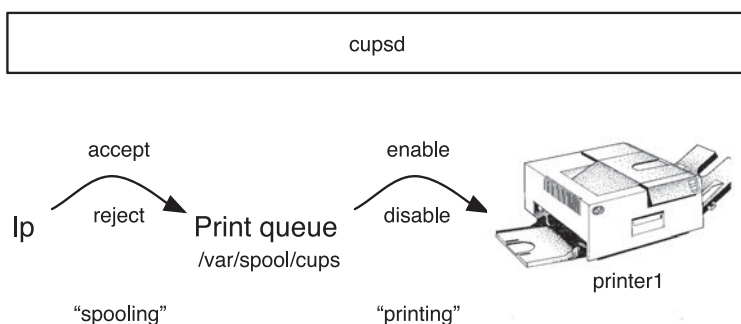 cupsd
accept
enable
lp
reject
Print queue
disable
/var/spool/cups
printer1
“spooling”
“printing”